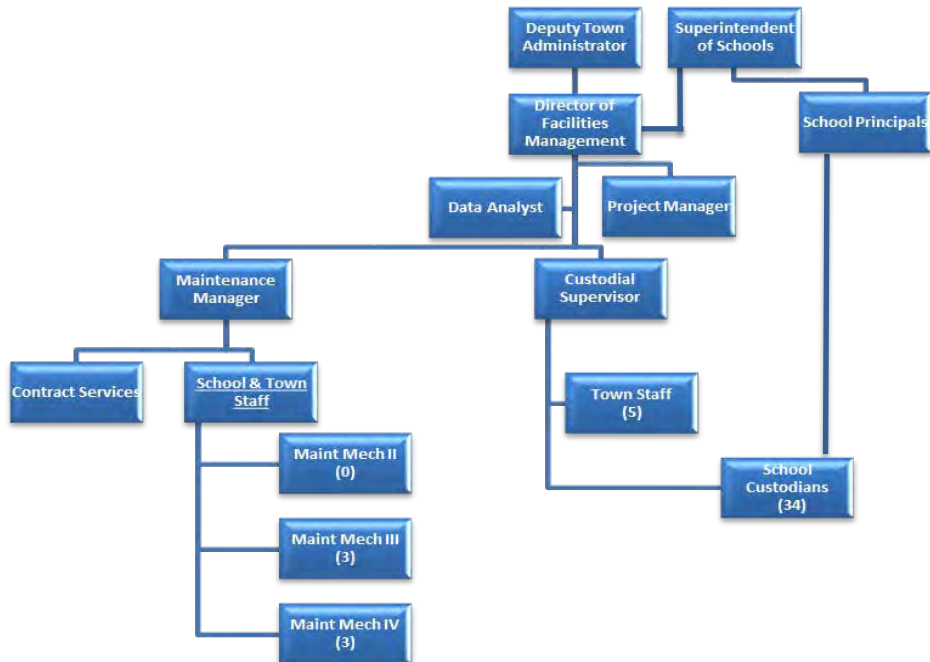 Deputy Town
Administrator
Superintendent
of Schools
Director of
Facilities
Management
School Principals
Data Analyst
Project Manager
Maintenance
Manager
Custodial
Supervisor
Contract Services
School & Town
Staff
Town Staff
(5)
Maint Mech II
(0)
School
Custodians
(34)
Maint Mech III
(3)
Maint Mech IV
(3)